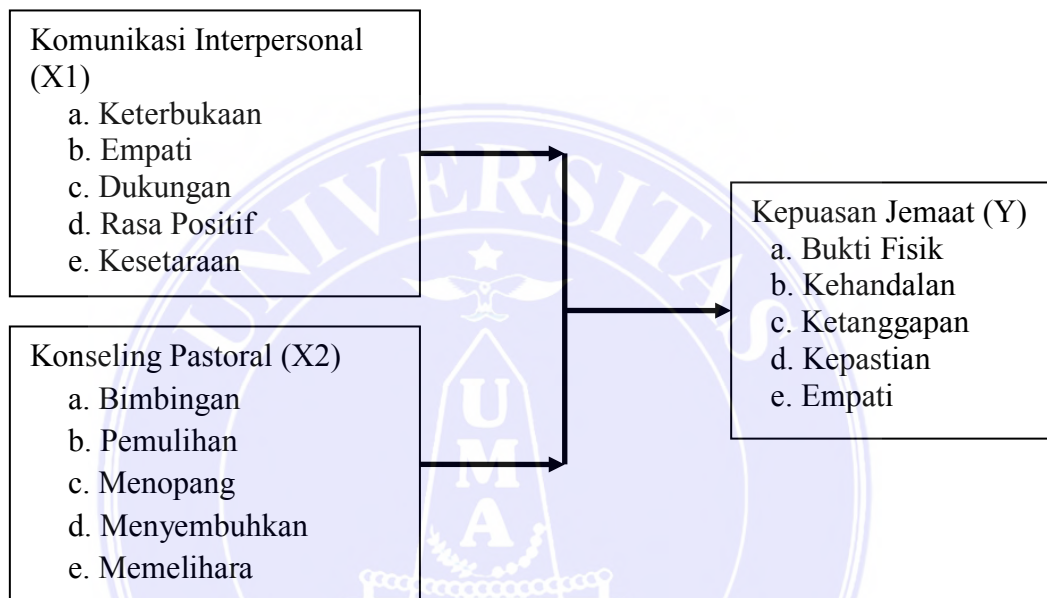 Komunikasi Interpersonal
(X1)
a. Keterbukaan
b. Empati
c. Dukungan
d. Rasa Positif
e. Kesetaraan
Konseling Pastoral (X2)
a. Bimbingan
b. Pemulihan
c. Menopang
d. Menyembuhkan
e. Memelihara
Kepuasan Jemaat (Y)
a. Bukti Fisik
b. Kehandalan
c. Ketanggapan
d. Kepastian
e. Empati
UNIVERSITAS
U
M
A